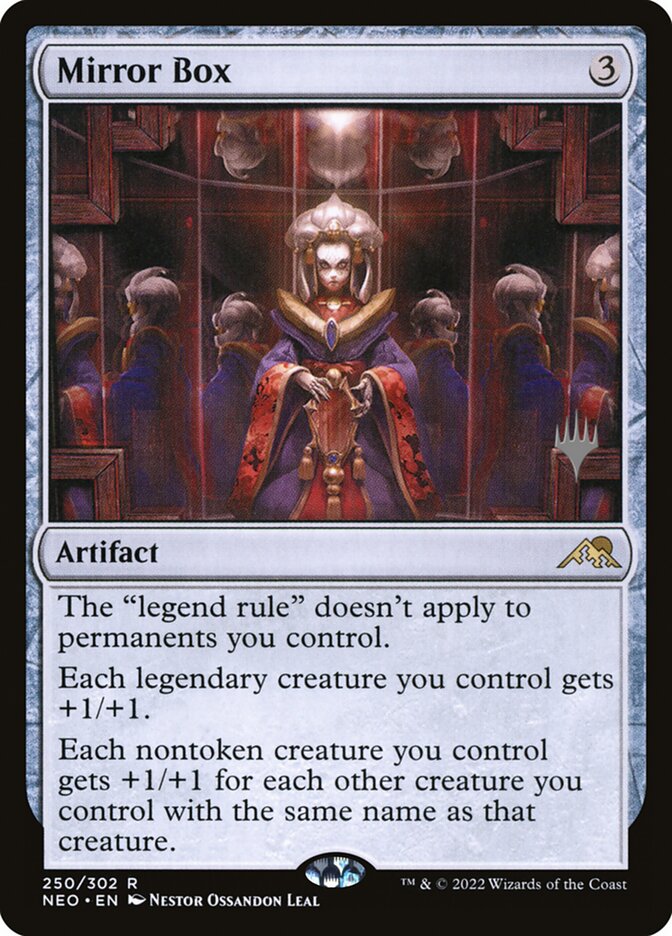 Mirror Box
3
Artifact
The “legend rule” doesn’t apply to
permanents you control.
Each legendary creature you control gets
+1/+1.
Each nontoken creature you control
gets +1/+1 for each other creature you
control with the same name as that
creature.
250/302 R
NEO • EN Nestor Ossandon Leal
™ & © 2022 Wizards of the Coast